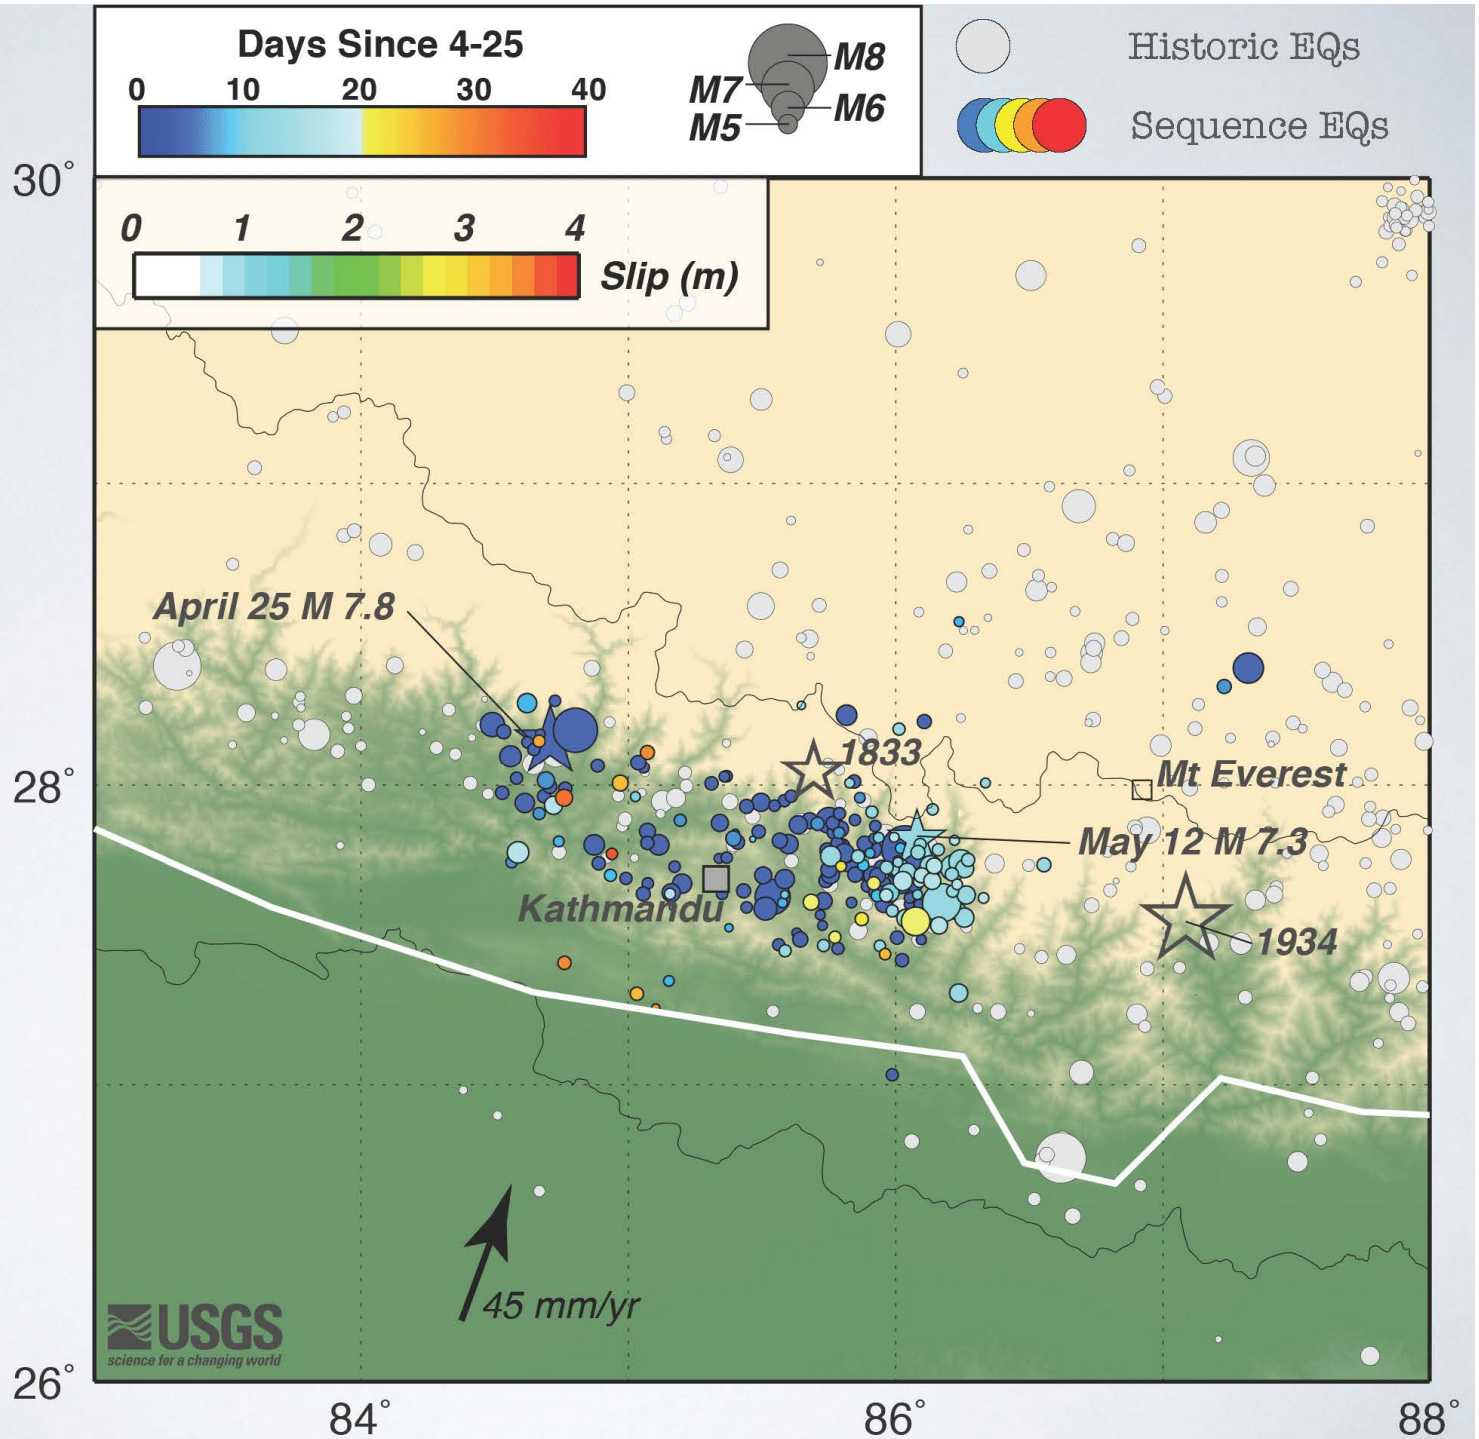 Days Since 4-25
0 10 20 30 40
M8
M7
M6
M5
Historic EQs
Sequence EQs
30°
0 1 2 3 4
Slip (m)
April 25 M 7.8
1833
28°
Mt Everest
May 12 M 7.3
Kathmandu
1934
45 mm/yr
USGS
science for a changing world
26°
84° 86° 88°